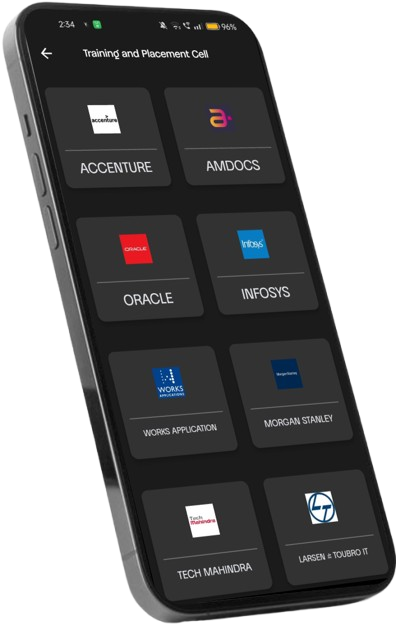 2:34
96%
Training and Placement Cell
accenture
ACCENTURE
a.
AMDOCS
ORACLE
ORACLE
Infosys
INFOSYS
WORKS
APPLICATIONS
WORKS APPLICATION
Morgan Stanley
MORGAN STANLEY
Tech
Mahindra
TECH MAHINDRA
LT
LARSEN & TOUBRO IT